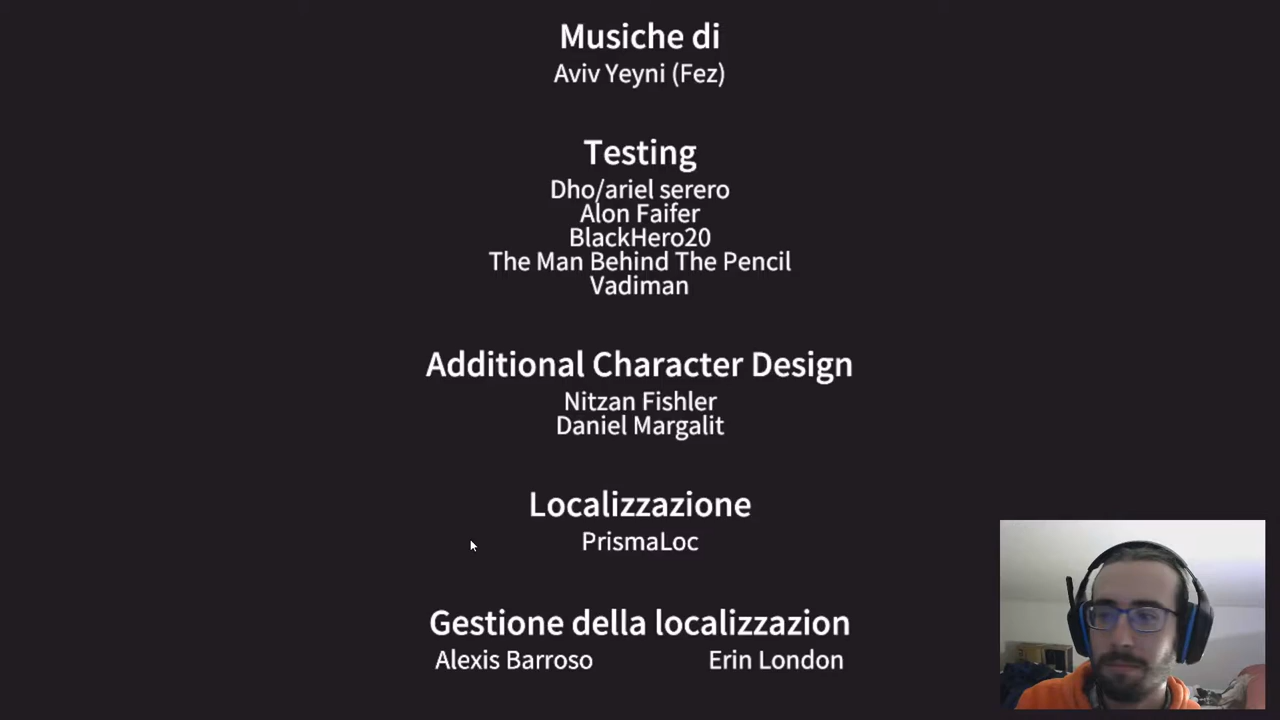 Musiche di
Aviv Yeyni (Fez)
Testing
Dho/ariel serero
Alon Faifer
BlackHero20
The Man Behind The Pencil
Vadiman
Additional Character Design
Nitzan Fishler
Daniel Margalit
Localizzazione
PrismaLoc
Gestione della localizzazion
Alexis Barroso Erin London